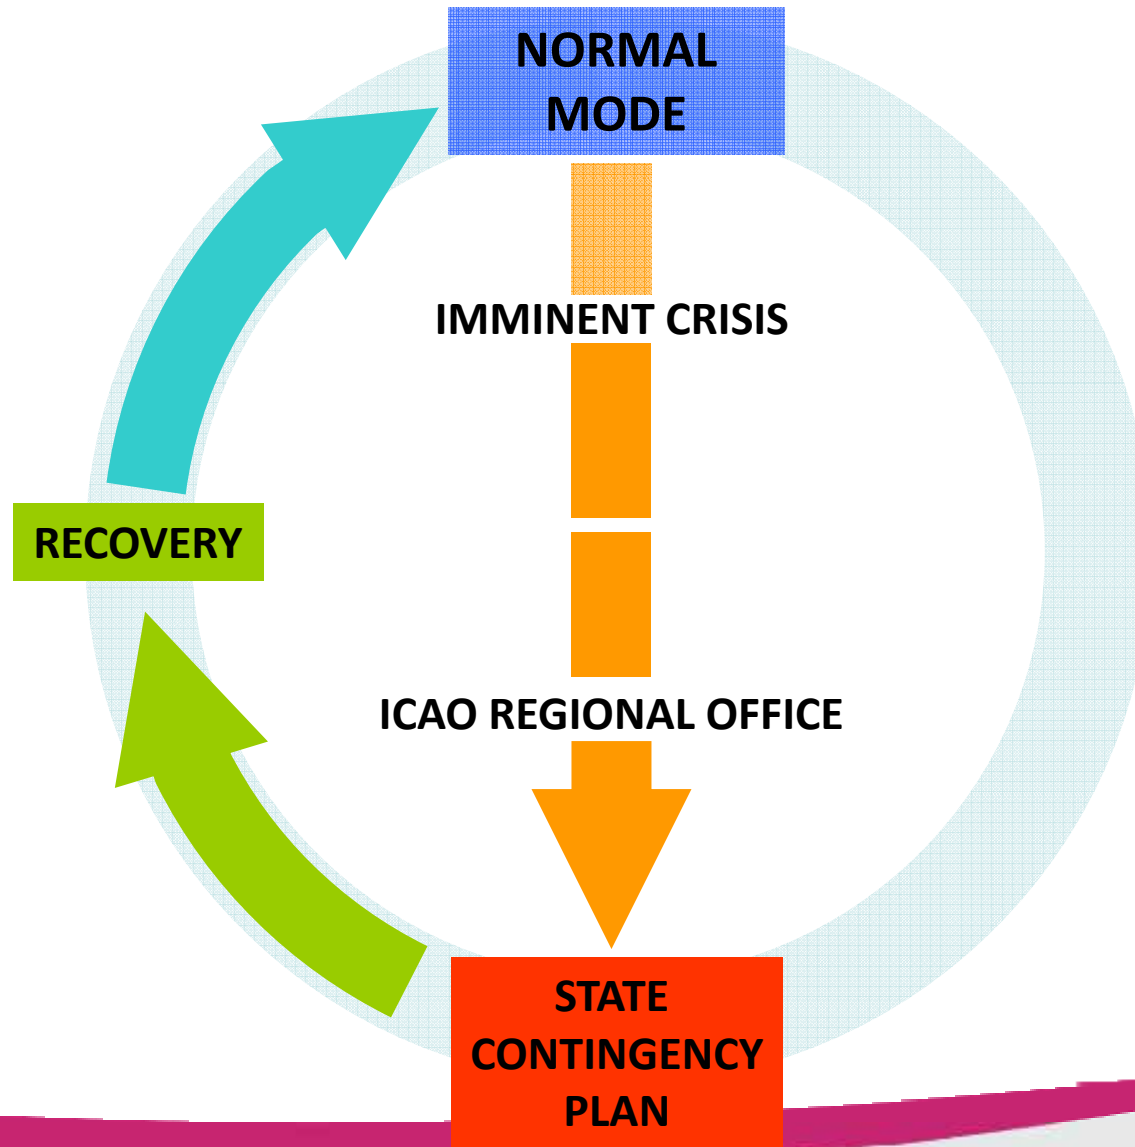 NORMAL
MODE
IMMINENT CRISIS
RECOVERY
ICAO REGIONAL OFFICE
STATE
CONTINGENCY
PLAN